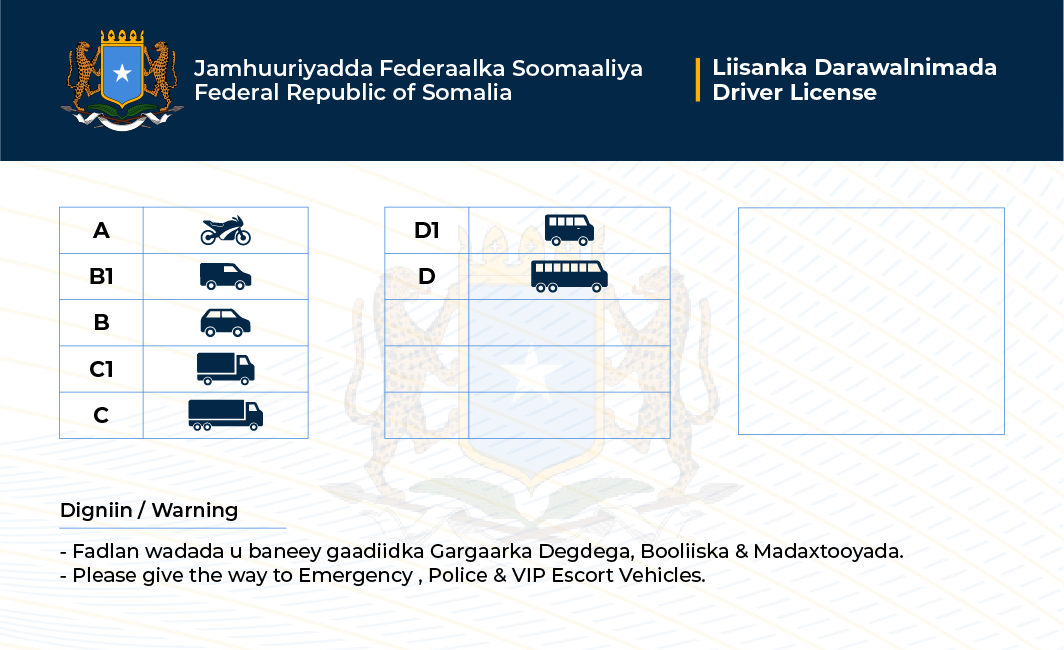 Jamhuuriyadda Federaalka Soomaaliya
Federal Republic of Somalia
Liisanka Darawalnimada
Driver License
A
B1
B
C1
C
D1
D
Digniin / Warning
- Fadlan wadada u baneey gaadiidka Gargaarka Degdega, Booliiska & Madaxtooyada.
- Please give the way to Emergency , Police & VIP Escort Vehicles.